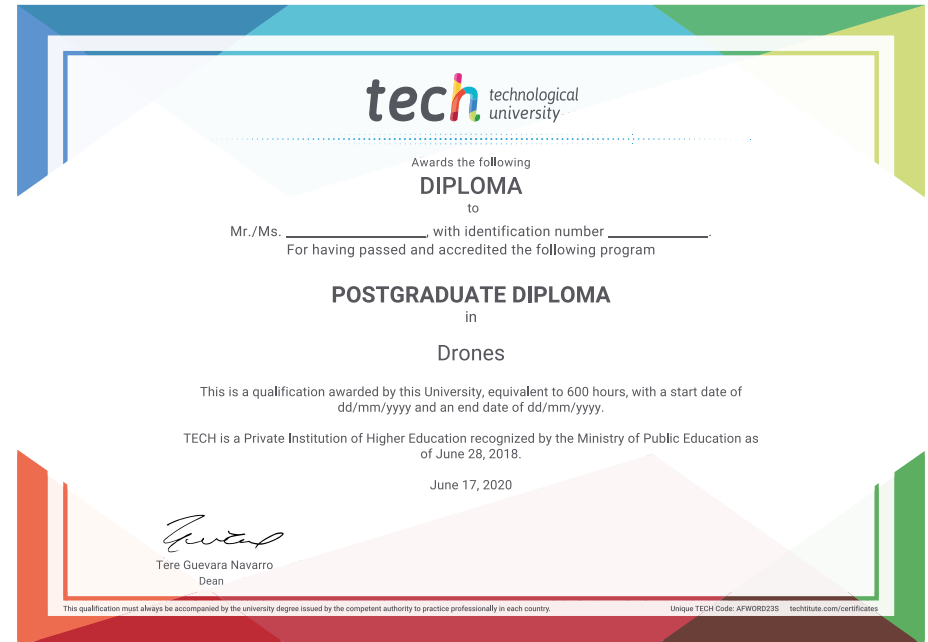 tech technological
university
Awards the following
DIPLOMA
to
Mr./Ms. ____________, with identification number ____________.
For having passed and accredited the following program
POSTGRADUATE DIPLOMA
in
Drones
This is a qualification awarded by this University, equivalent to 600 hours, with a start date of
dd/mm/yyyy and an end date of dd/mm/yyyy.
TECH is a Private Institution of Higher Education recognized by the Ministry of Public Education as
of June 28, 2018.
June 17, 2020
Tere Guevara Navarro
Dean
This qualification must always be accompanied by the university degree issued by the competent authority to practice professionally in each country. Unique TECH Code: AFWORD23S techtitute.com/certificates